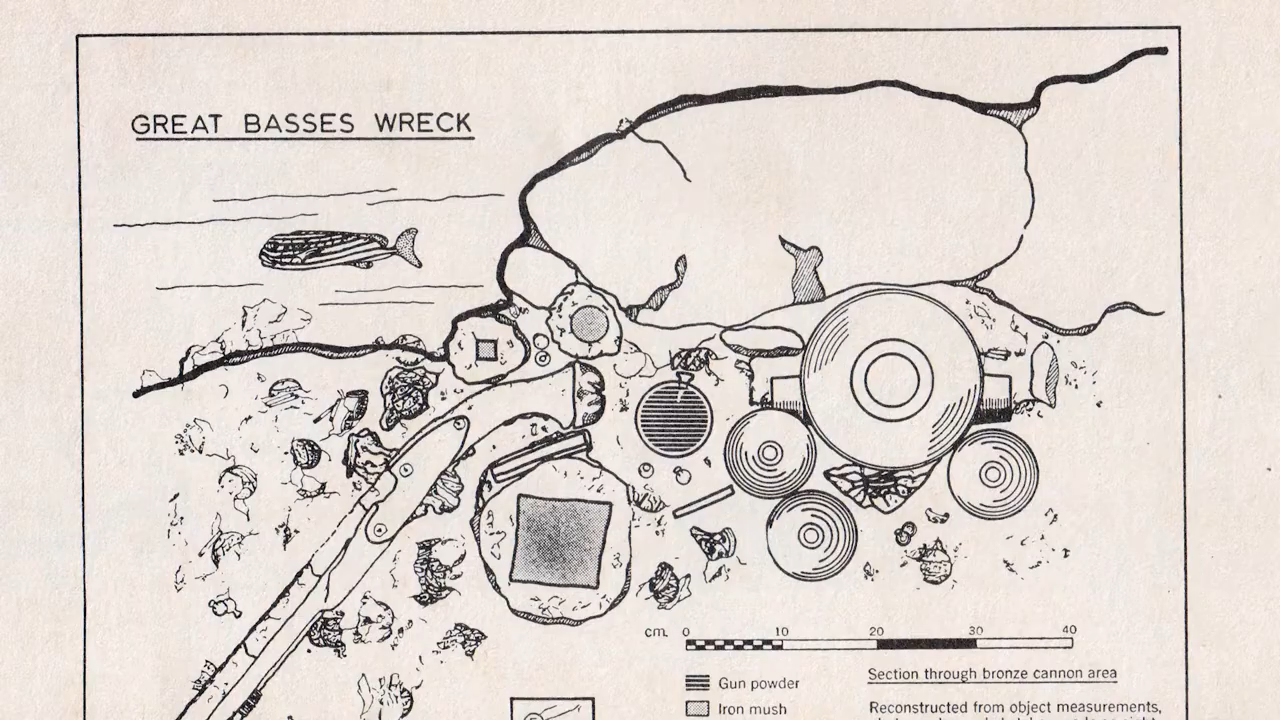 GREAT BASSES WRECK
cm. 0 10 20 30 40
Section through bronze cannon area
Gun powder
Iron mush
Reconstructed from object measurements,